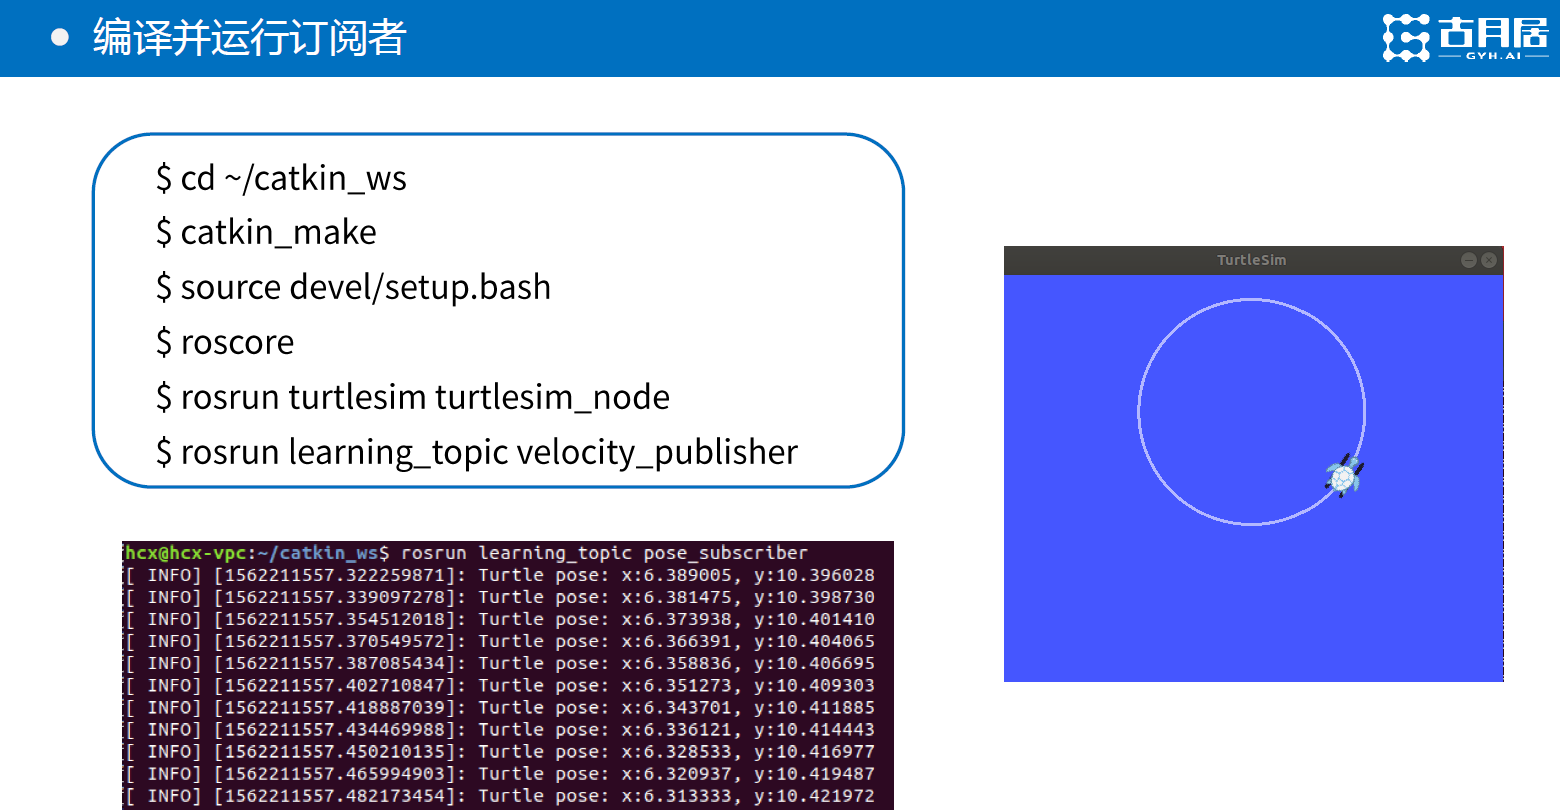 编译并运行订阅者
古月居
GYH.AI
$ cd ~/catkin_ws
$ catkin_make
$ source devel/setup.bash
$ roscore
$ rosrun turtlesim turtlesim_node
$ rosrun learning_topic velocity_publisher
TurtleSim
hcx@hcx-vpc:~/catkin_ws$ rosrun learning_topic pose_subscriber
[ INFO] [1562211557.322259871]: Turtle pose: x:6.389005, y:10.396028
[ INFO] [1562211557.339097278]: Turtle pose: x:6.381475, y:10.398730
[ INFO] [1562211557.354512018]: Turtle pose: x:6.373938, y:10.401410
[ INFO] [1562211557.370549572]: Turtle pose: x:6.366391, y:10.404065
[ INFO] [1562211557.387085434]: Turtle pose: x:6.358836, y:10.406695
[ INFO] [1562211557.402710847]: Turtle pose: x:6.351273, y:10.409303
[ INFO] [1562211557.418887039]: Turtle pose: x:6.343701, y:10.411885
[ INFO] [1562211557.434469988]: Turtle pose: x:6.336121, y:10.414443
[ INFO] [1562211557.450210135]: Turtle pose: x:6.328533, y:10.416977
[ INFO] [1562211557.465994903]: Turtle pose: x:6.320937, y:10.419487
[ INFO] [1562211557.482173454]: Turtle pose: x:6.313333, y:10.421972